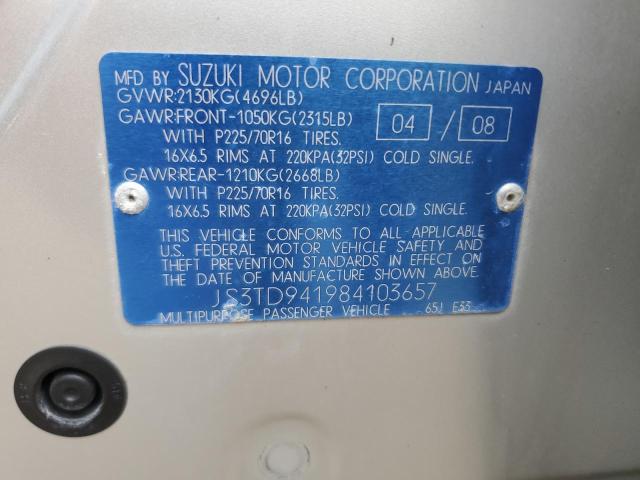 MFD BY SUZUKI MOTOR CORPORATION JAPAN
GVWR:2130KG(4696LB)
GAWR:FRONT-1050KG(2315LB) 04 / 08
WITH P225/70R16 TIRES.
16X6.5 RIMS AT 220KPA(32PSI) COLD SINGLE.
GAWR:REAR-1210KG(2668LB)
WITH P225/70R16 TIRES.
16X6.5 RIMS AT 220KPA(32PSI) COLD SINGLE.
THIS VEHICLE CONFORMS TO ALL APPLICABLE
U.S. FEDERAL MOTOR VEHICLE SAFETY AND
THEFT PREVENTION STANDARDS IN EFFECT ON
THE DATE OF MANUFACTURE SHOWN ABOVE.
JS3TD941984103657
MULTIPURPOSE PASSENGER VEHICLE 65J E33